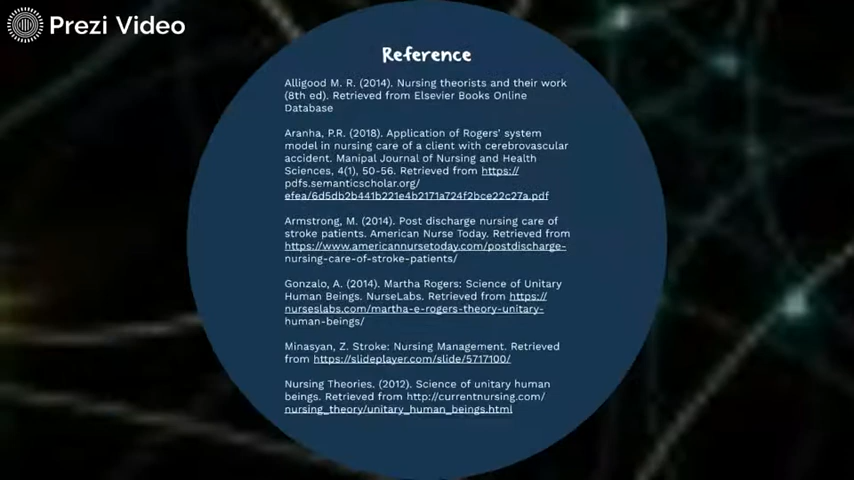 Prezi Video
Reference
Alligood M. R. (2014). Nursing theorists and their work
(8th ed). Retrieved from Elsevier Books Online
Database
Aranha, P.R. (2018). Application of Rogers' system
model in nursing care of a client with cerebrovascular
accident. Manipal Journal of Nursing and Health
Sciences, 4(1), 50-56. Retrieved from https://
pdfs.semanticscholar.org/
efea/6d5db2b441b221e4b2171a724f2bce22c27a.pdf
Armstrong, M. (2014). Post discharge nursing care of
stroke patients. American Nurse Today. Retrieved from
https://www.americannursetoday.com/postdischarge-
nursing-care-of-stroke-patients/
Gonzalo, A. (2014). Martha Rogers: Science of Unitary
Human Beings. NurseLabs. Retrieved from https://
nurseslabs.com/martha-e-rogers-theory-unitary-
human-beings/
Minasyan, Z. Stroke: Nursing Management. Retrieved
from https://slideplayer.com/slide/5717100/
Nursing Theories. (2012). Science of unitary human
beings. Retrieved from http://currentnursing.com/
nursing_theory/unitary_human_beings.html